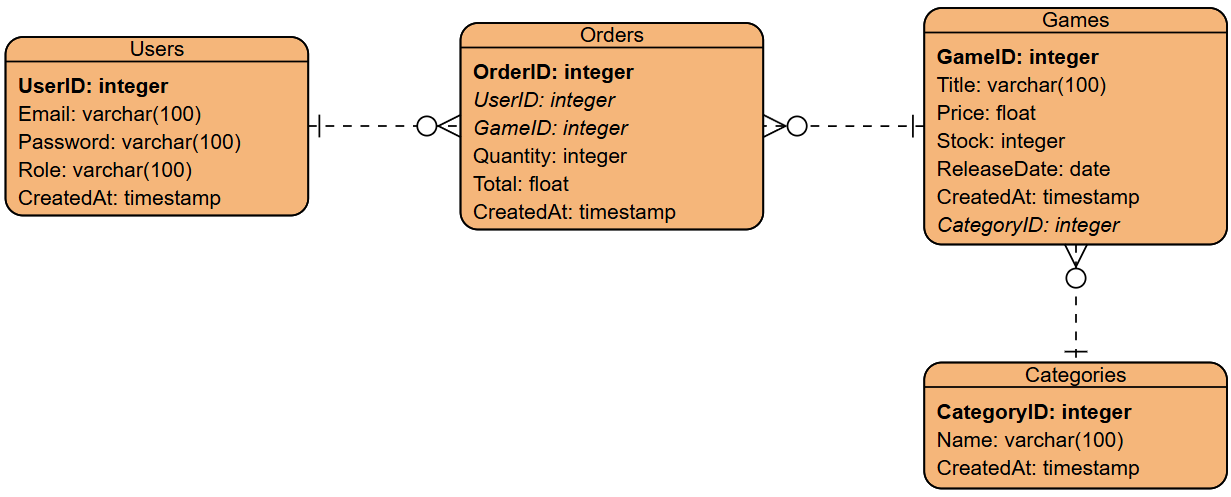 Users
UserID: integer
Email: varchar(100)
Password: varchar(100)
Role: varchar(100)
CreatedAt: timestamp
Orders
OrderID: integer
UserID: integer
GameID: integer
Quantity: integer
Total: float
CreatedAt: timestamp
Games
GameID: integer
Title: varchar(100)
Price: float
Stock: integer
ReleaseDate: date
CreatedAt: timestamp
CategoryID: integer
Categories
CategoryID: integer
Name: varchar(100)
CreatedAt: timestamp